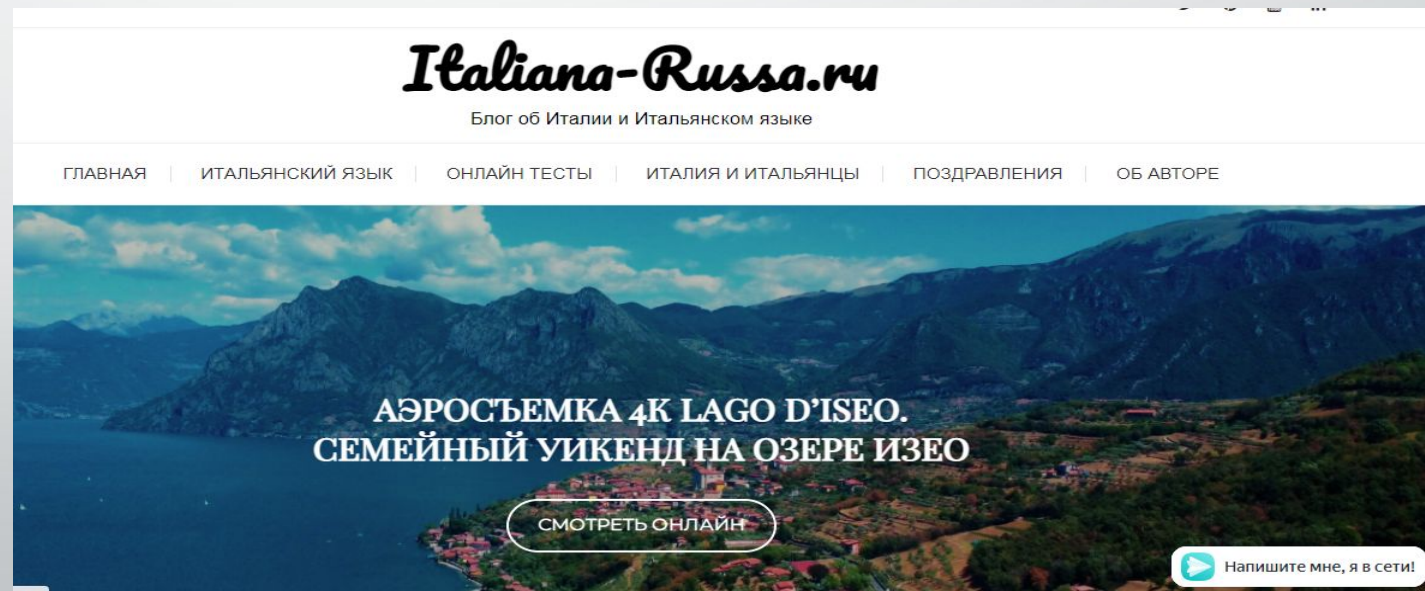 Italiana-Russa.ru
Блог об Италии и Итальянском языке
ГЛАВНАЯ ИТАЛЬЯНСКИЙ ЯЗЫК ОНЛАЙН ТЕСТЫ ИТАЛИЯ И ИТАЛЬЯНЦЫ ПОЗДРАВЛЕНИЯ ОБ АВТОРЕ
АЭРОСЪЕМКА 4K LAGO D’ISEO.
СЕМЕЙНЫЙ УИКЕНД НА ОЗЕРЕ ИЗЕО
СМОТРЕТЬ ОНЛАЙН
Напишите мне, я в сети!